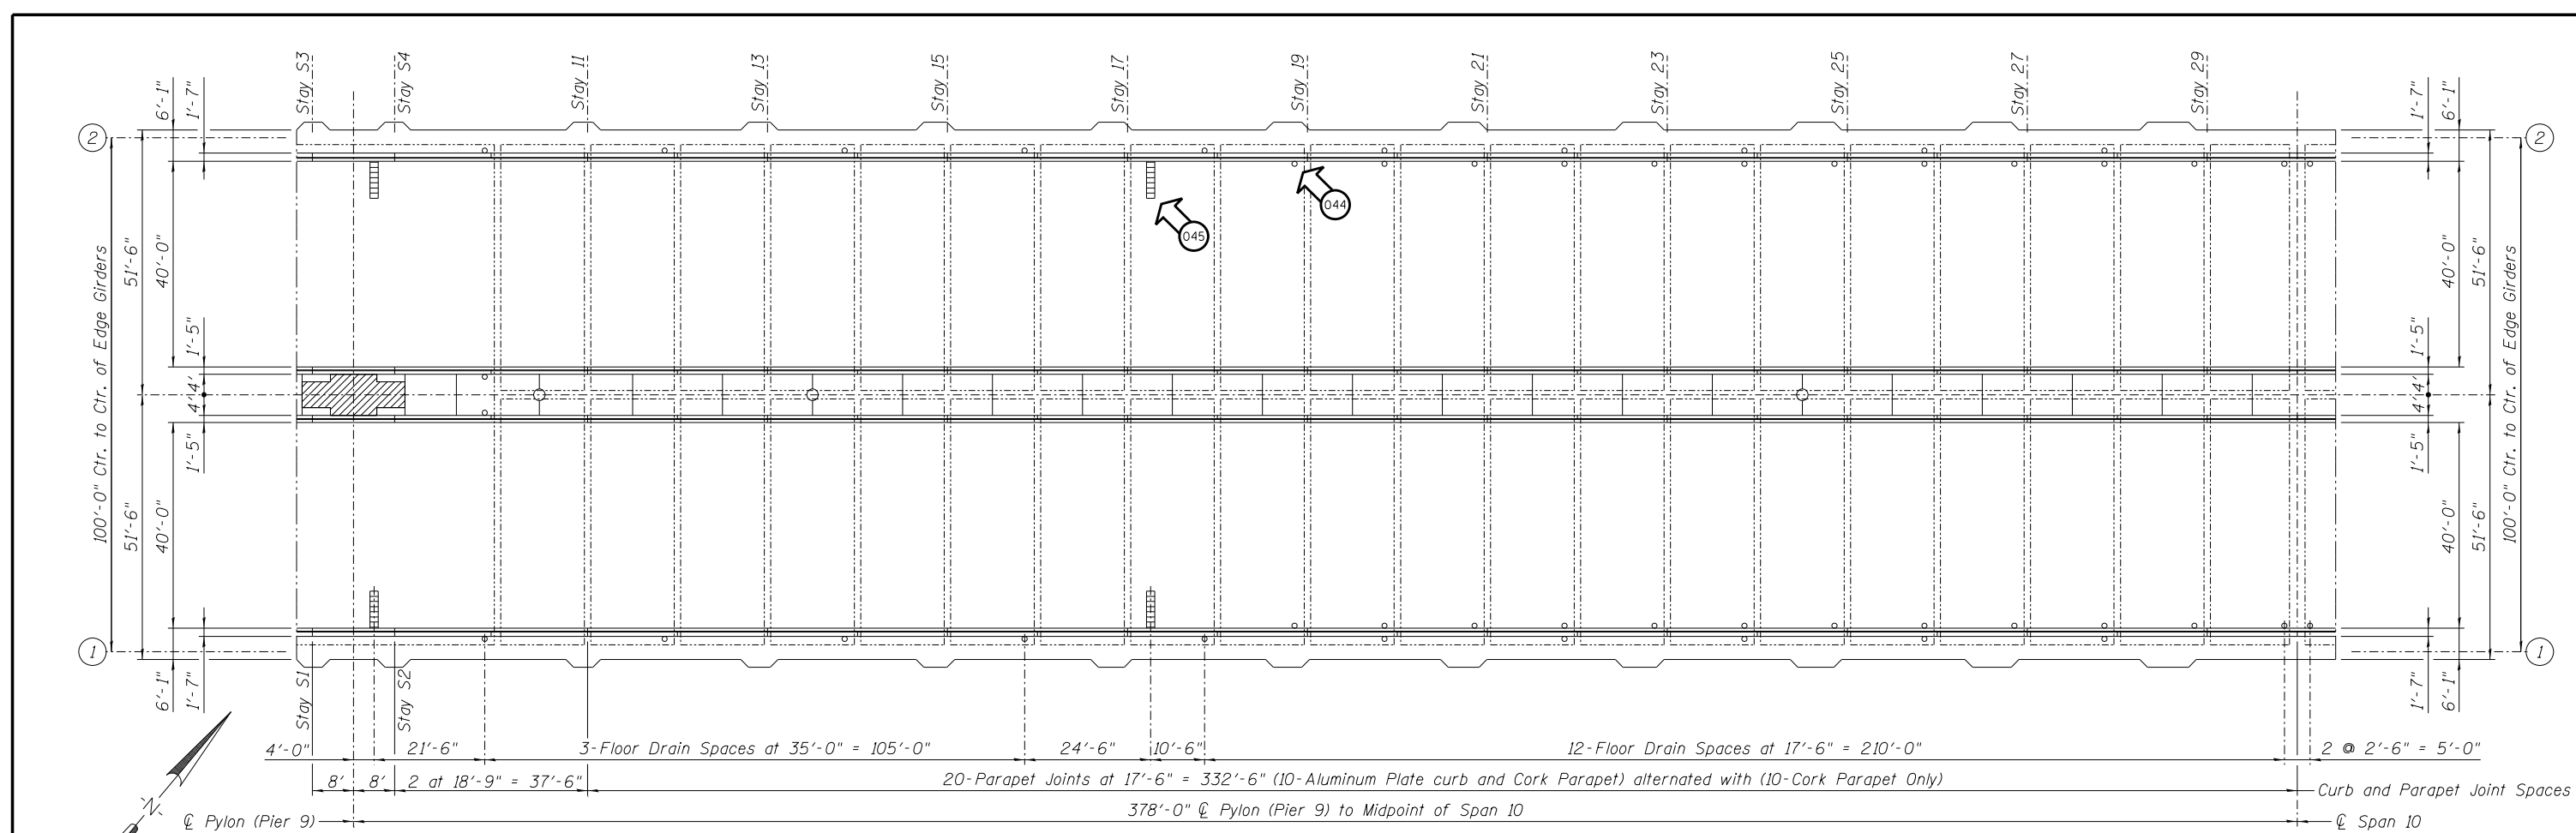 Stay S3
Stay S4
Stay 11
Stay 13
Stay 15
Stay 17
Stay 19
Stay 21
Stay 23
Stay 25
Stay 27
Stay 29
6'-1"
1'-7"
1'-7"
6'-1"
2
2
044
045
100'-0" Ctr. to Ctr. of Edge Girders
51'-6"
40'-0"
1'-5"
4'
4'
1'-5"
51'-6"
40'-0"
6'-1"
1'-7"
40'-0"
51'-6"
100'-0" Ctr. to Ctr. of Edge Girders
1'-5"
4'
4'
1'-5"
40'-0"
51'-6"
1'-7"
6'-1"
1
1
Stay S1
Stay S2
4'-0"
21'-6"
3-Floor Drain Spaces at 35'-0" = 105'-0"
24'-6"
10'-6"
12-Floor Drain Spaces at 17'-6" = 210'-0"
2 @ 2'-6" = 5'-0"
8'
8'
2 at 18'-9" = 37'-6"
20-Parapet Joints at 17'-6" = 332'-6" (10-Aluminum Plate curb and Cork Parapet) alternated with (10-Cork Parapet Only)
Curb and Parapet Joint Spaces
N
℄ Pylon (Pier 9)
378'-0" ℄ Pylon (Pier 9) to Midpoint of Span 10
℄ Span 10